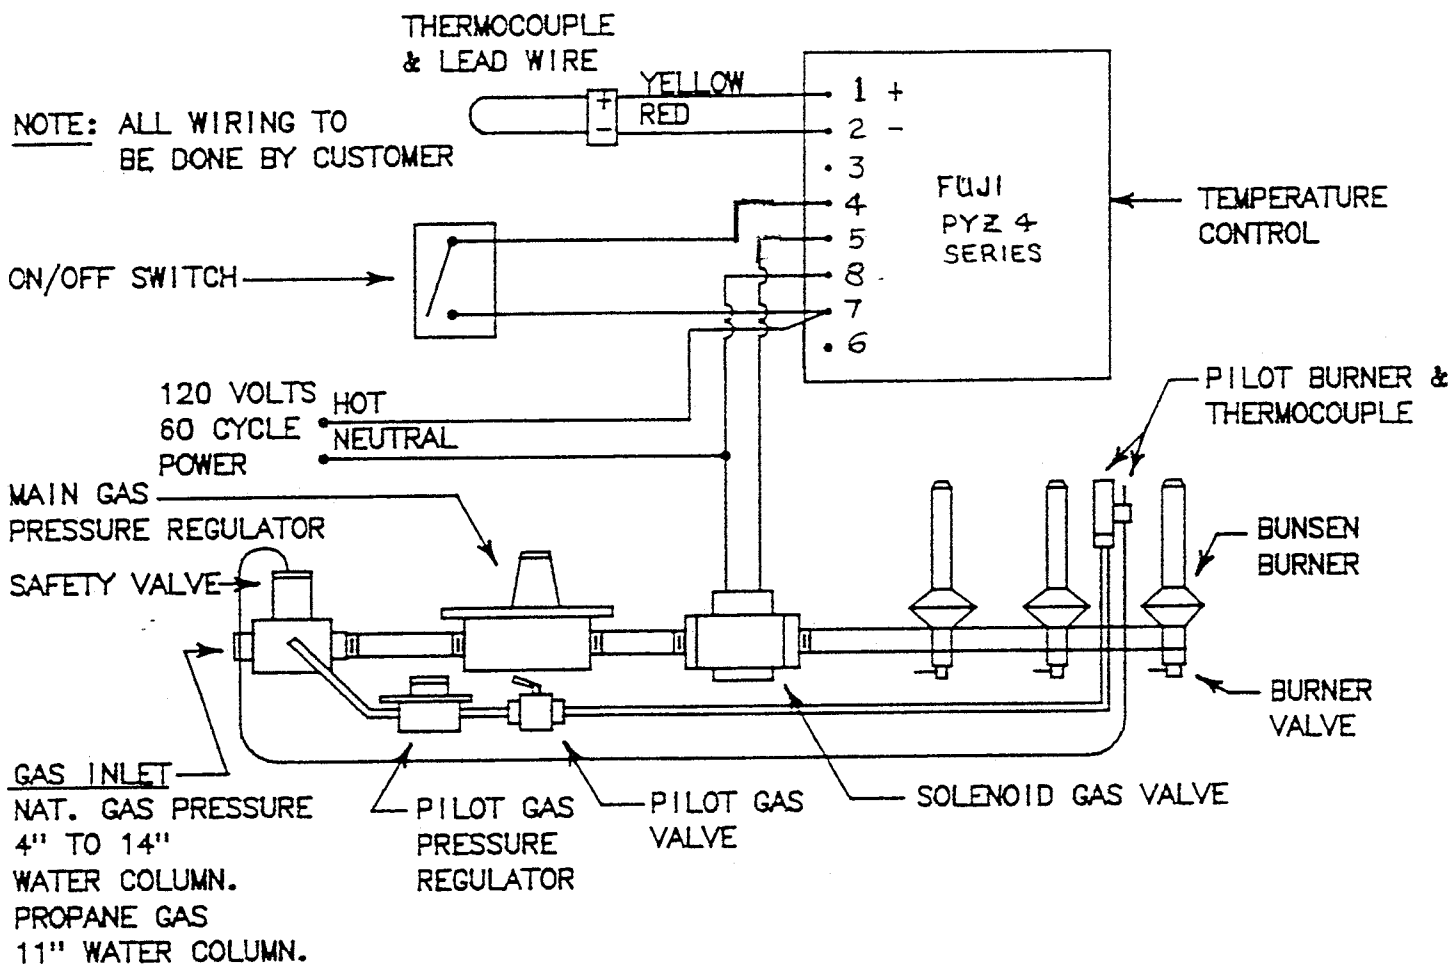 THERMOCOUPLE
& LEAD WIRE
YELLOW
RED
+
−
NOTE: ALL WIRING TO
BE DONE BY CUSTOMER
1 +
2 -
3
4
5
8
7
6
FUJI
PYZ 4
SERIES
TEMPERATURE
CONTROL
ON/OFF SWITCH
120 VOLTS
60 CYCLE
POWER
HOT
NEUTRAL
PILOT BURNER &
THERMOCOUPLE
MAIN GAS
PRESSURE REGULATOR
SAFETY VALVE
BUNSEN
BURNER
BURNER
VALVE
GAS INLET
NAT. GAS PRESSURE
4" TO 14"
WATER COLUMN.
PROPANE GAS
11" WATER COLUMN.
PILOT GAS
PRESSURE
REGULATOR
PILOT GAS
VALVE
SOLENOID GAS VALVE